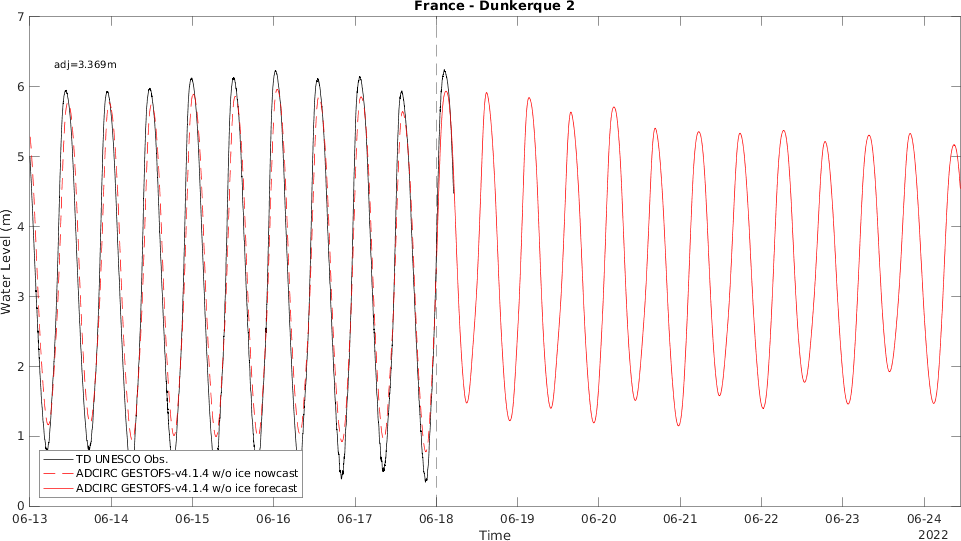 France - Dunkerque 2
adj=3.369m
Water Level (m)
7
6
5
4
3
2
1
0
TD UNESCO Obs.
ADCIRC GESTOFS-v4.1.4 w/o ice nowcast
ADCIRC GESTOFS-v4.1.4 w/o ice forecast
06-13 06-14 06-15 06-16 06-17 06-18 06-19 06-20 06-21 06-22 06-23 06-24
Time
2022